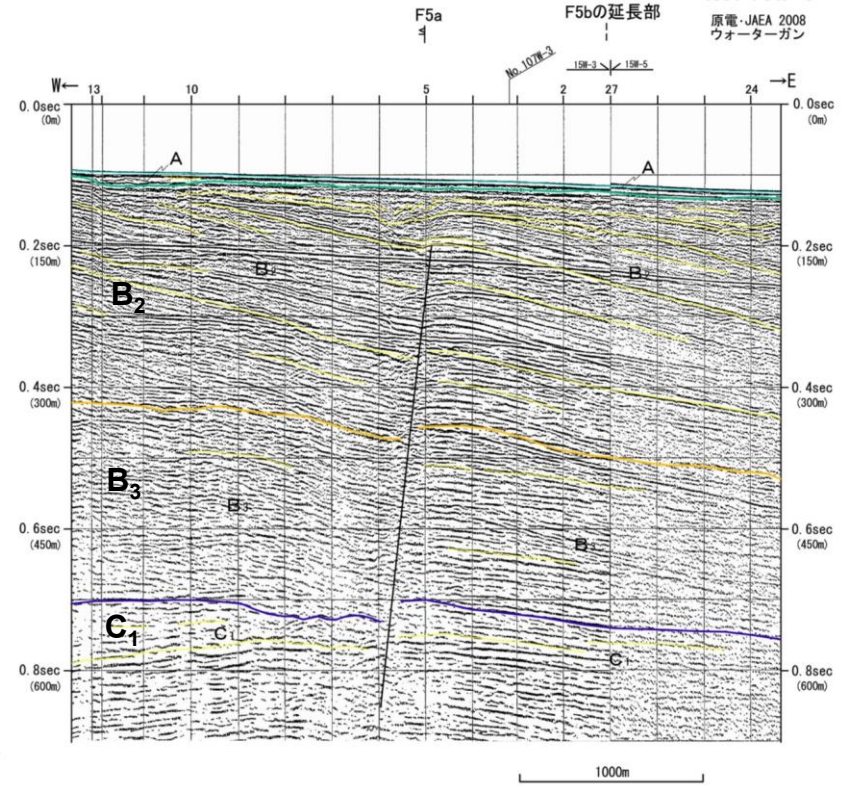 F5a
F5bの延長部
原電・JAEA 2008
ウォーターガン
S
No.107W-3
15W-3
15W-5
W
13
10
5
2
27
24
E
0.0sec
(0m)
0.0sec
(0m)
A
A
0.2sec
(150m)
0.2sec
(150m)
B₂
B₂
B₂
0.4sec
(300m)
0.4sec
(300m)
B₃
B₃
B₃
0.6sec
(450m)
0.6sec
(450m)
C₁
C₁
C₁
0.8sec
(600m)
0.8sec
(600m)
1000m